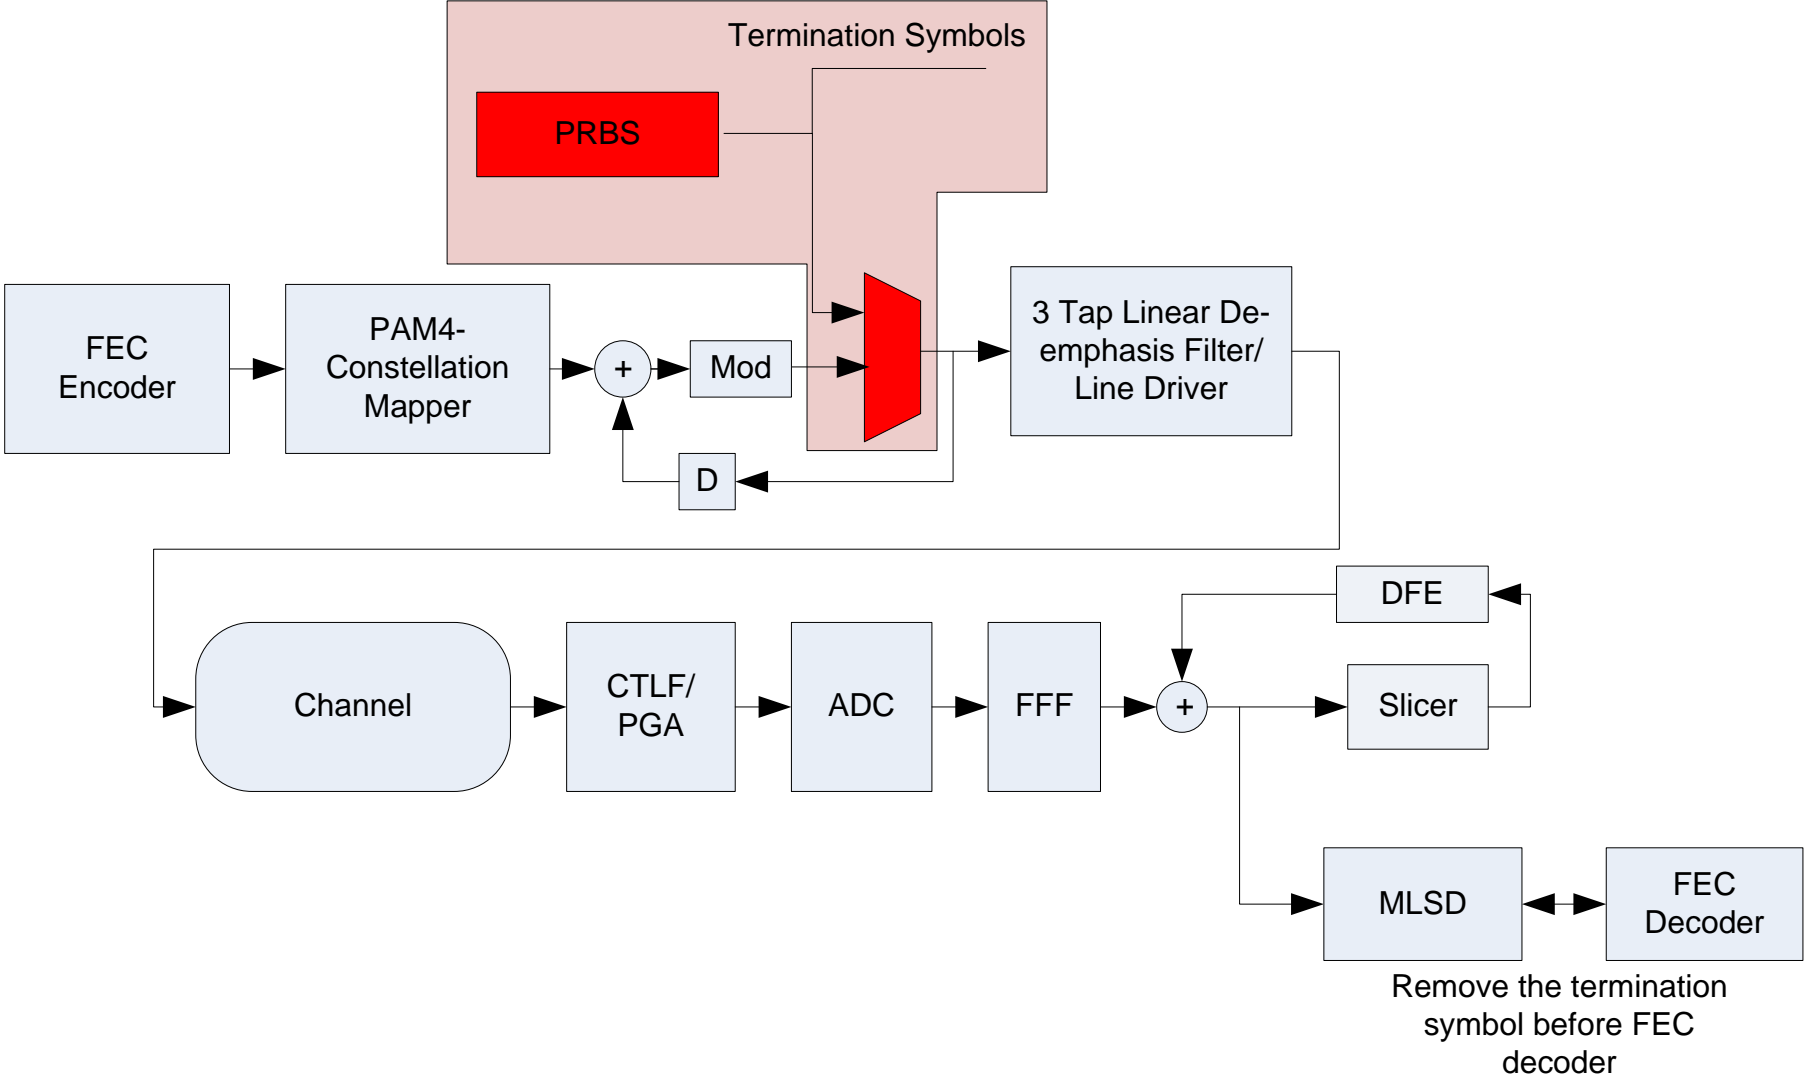 Termination Symbols
PRBS
FEC
Encoder
PAM4-
Constellation
Mapper
+
Mod
D
3 Tap Linear De-
emphasis Filter/
Line Driver
DFE
Channel
CTLF/
PGA
ADC
FFF
+
Slicer
MLSD
FEC
Decoder
Remove the termination
symbol before FEC
decoder